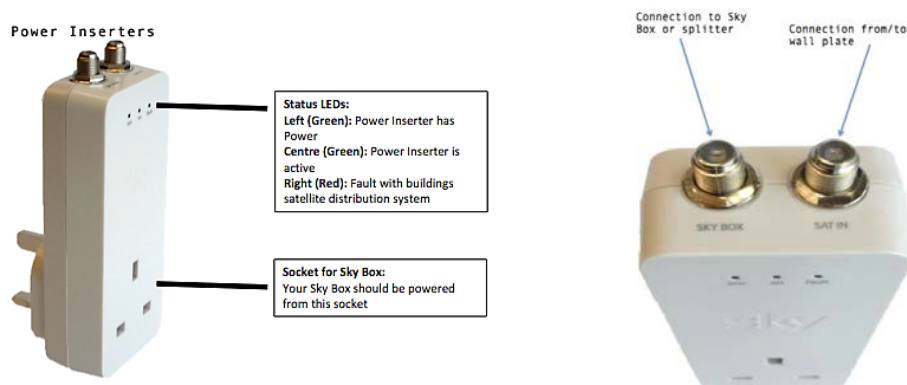 Power Inserters
Status LEDs:
Left (Green): Power Inserter has
Power
Centre (Green): Power Inserter is
active
Right (Red): Fault with buildings
satellite distribution system
Socket for Sky Box:
Your Sky Box should be powered
from this socket
Connection to Sky
Box or splitter
Connection from/to
wall plate
SKY BOX
SAT IN
sky